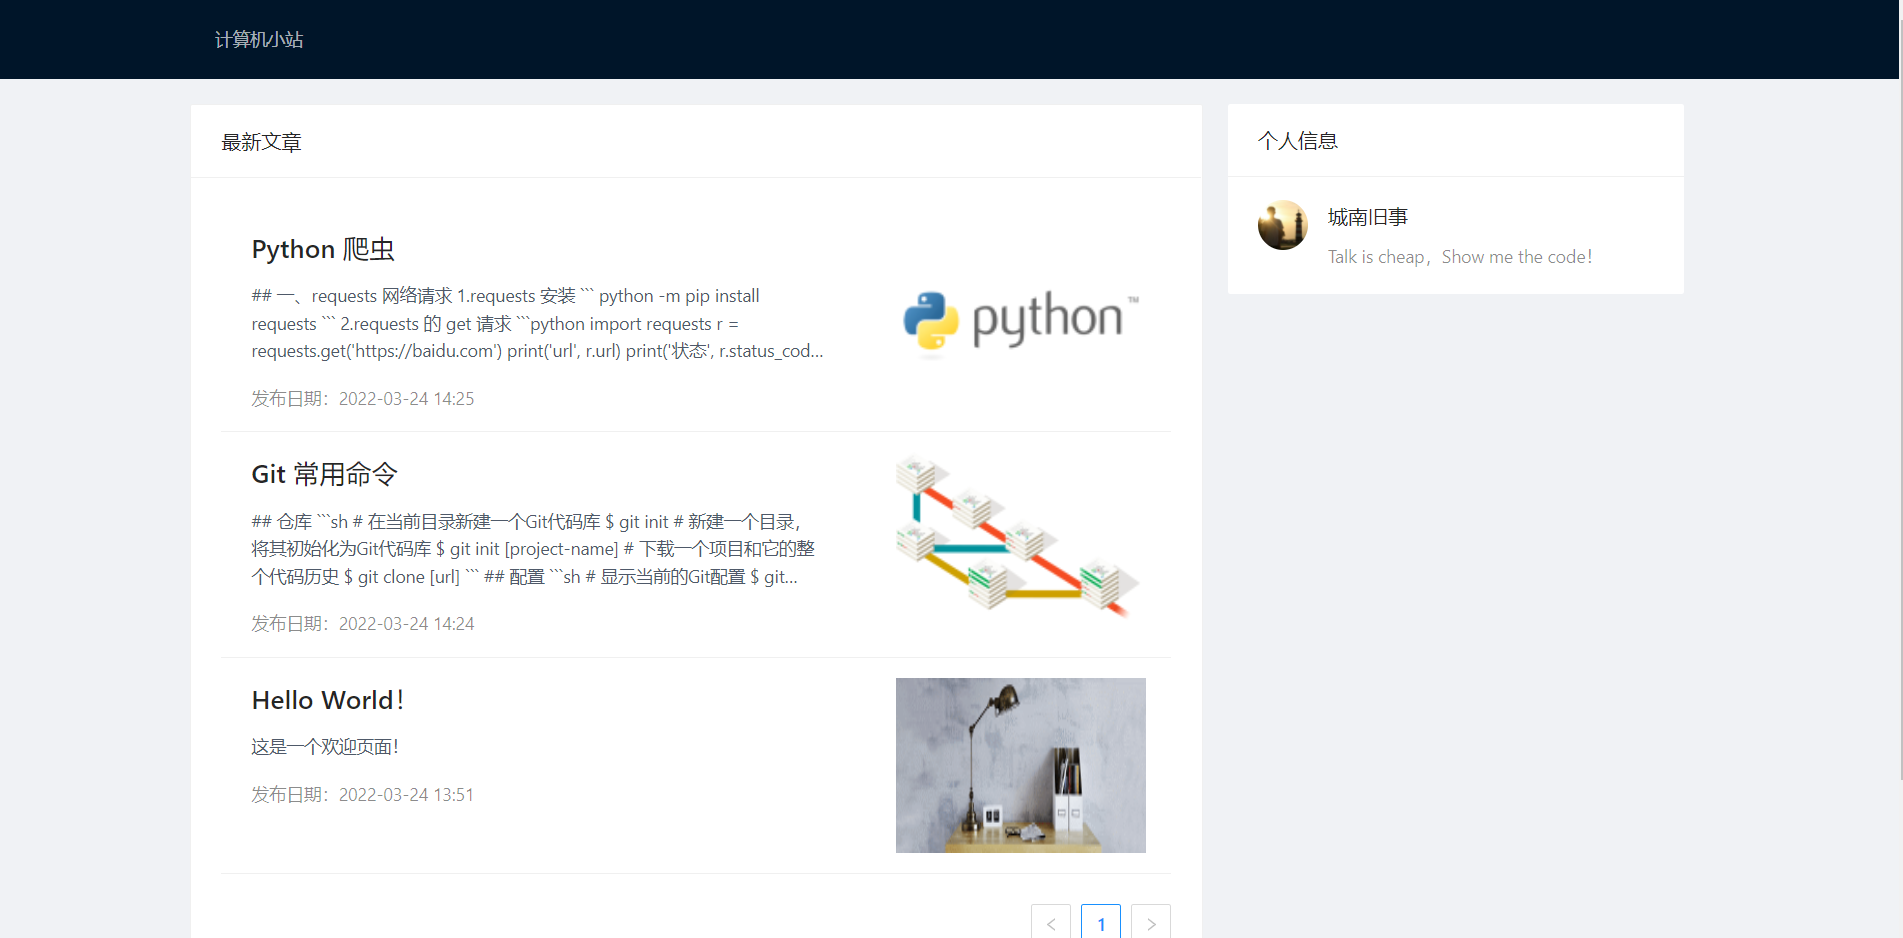 计算机小站
最新文章
Python 爬虫
## 一、requests 网络请求 1.requests 安装 ``` python -m pip install
requests ``` 2.requests 的 get 请求 ```python import requests r =
requests.get('https://baidu.com') print('url', r.url) print('状态', r.status_cod...
发布日期：2022-03-24 14:25
python™
Git 常用命令
## 仓库 ```sh # 在当前目录新建一个Git代码库 $ git init # 新建一个目录，
将其初始化为Git代码库 $ git init [project-name] # 下载一个项目和它的整
个代码历史 $ git clone [url] ``` ## 配置 ```sh # 显示当前的Git配置 $ git...
发布日期：2022-03-24 14:24
Hello World！
这是一个欢迎页面！
发布日期：2022-03-24 13:51
< 1 >
个人信息
城南旧事
Talk is cheap，Show me the code！